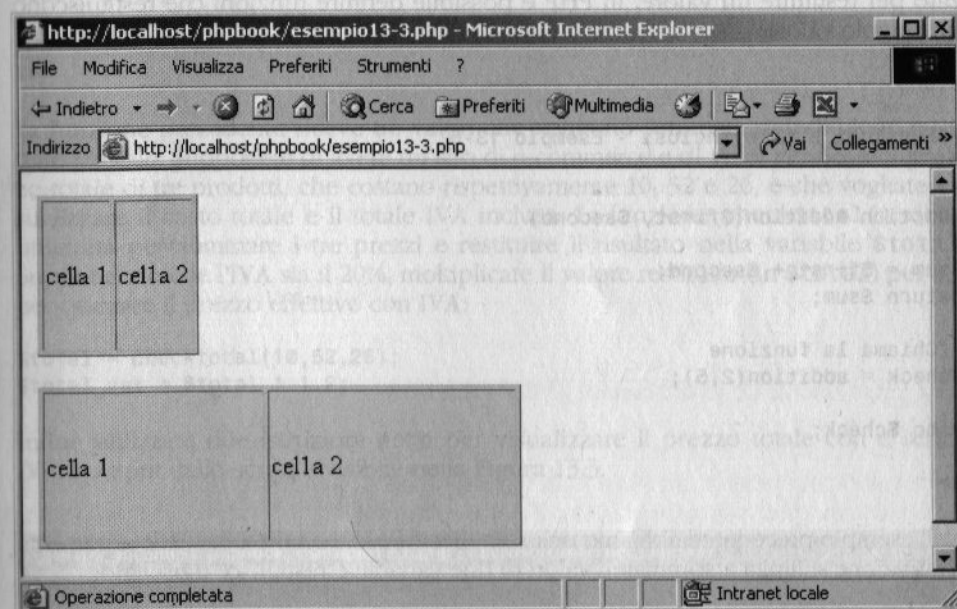 http://localhost/phpbook/esempio13-3.php - Microsoft Internet Explorer
File Modifica Visualizza Preferiti Strumenti ?
Indietro Cerca Preferiti Multimedia
Indirizzo http://localhost/phpbook/esempio13-3.php Vai Collegamenti »
cella 1 cella 2
cella 1 cella 2
Operazione completata Intranet locale